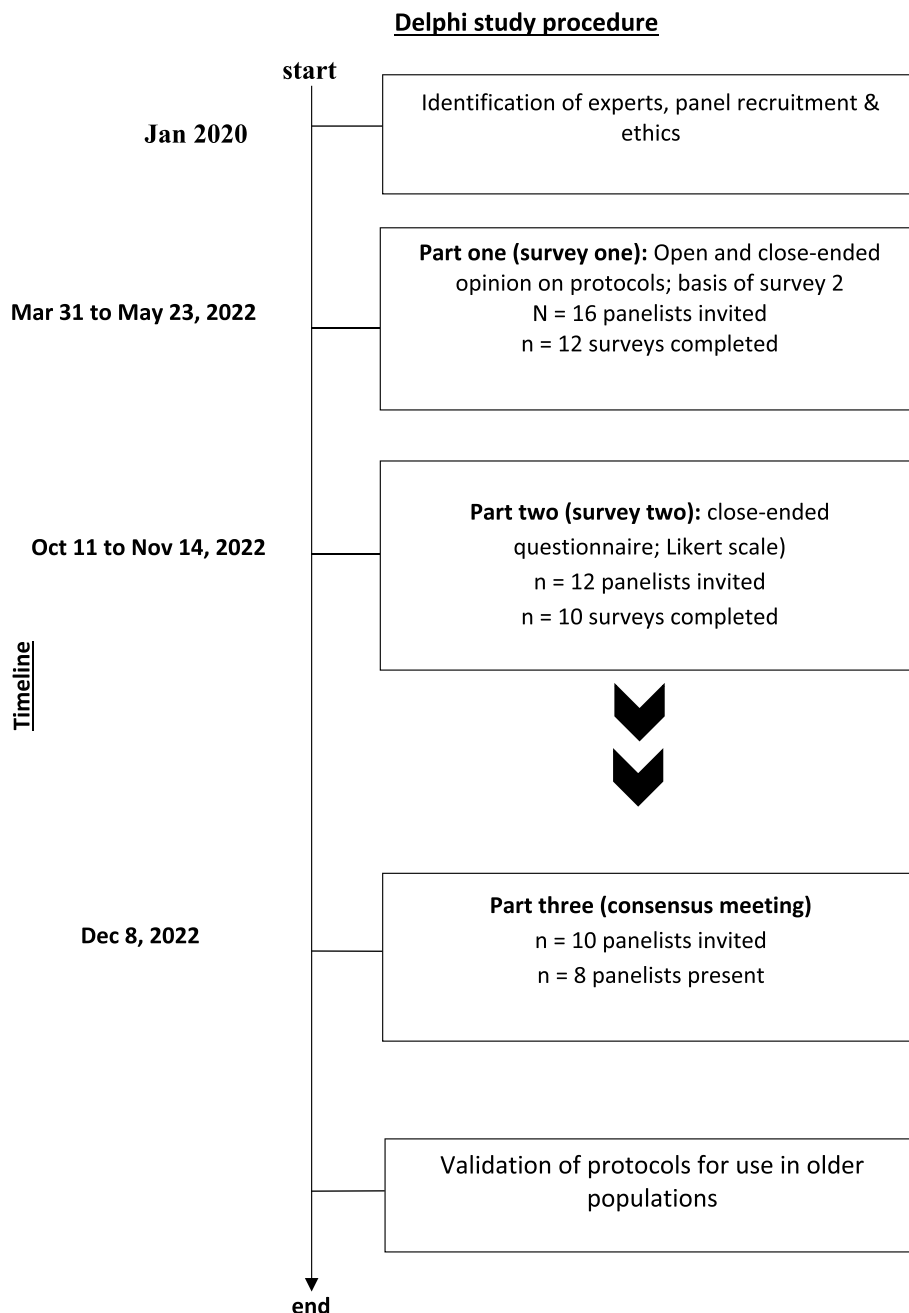 Delphi study procedure
start
Jan 2020
Identification of experts, panel recruitment &
ethics
Mar 31 to May 23, 2022
Part one (survey one): Open and close-ended
opinion on protocols; basis of survey 2
N = 16 panelists invited
n = 12 surveys completed
Oct 11 to Nov 14, 2022
Part two (survey two): close-ended
questionnaire; Likert scale)
n = 12 panelists invited
n = 10 surveys completed
Timeline
Dec 8, 2022
Part three (consensus meeting)
n = 10 panelists invited
n = 8 panelists present
Validation of protocols for use in older
populations
end